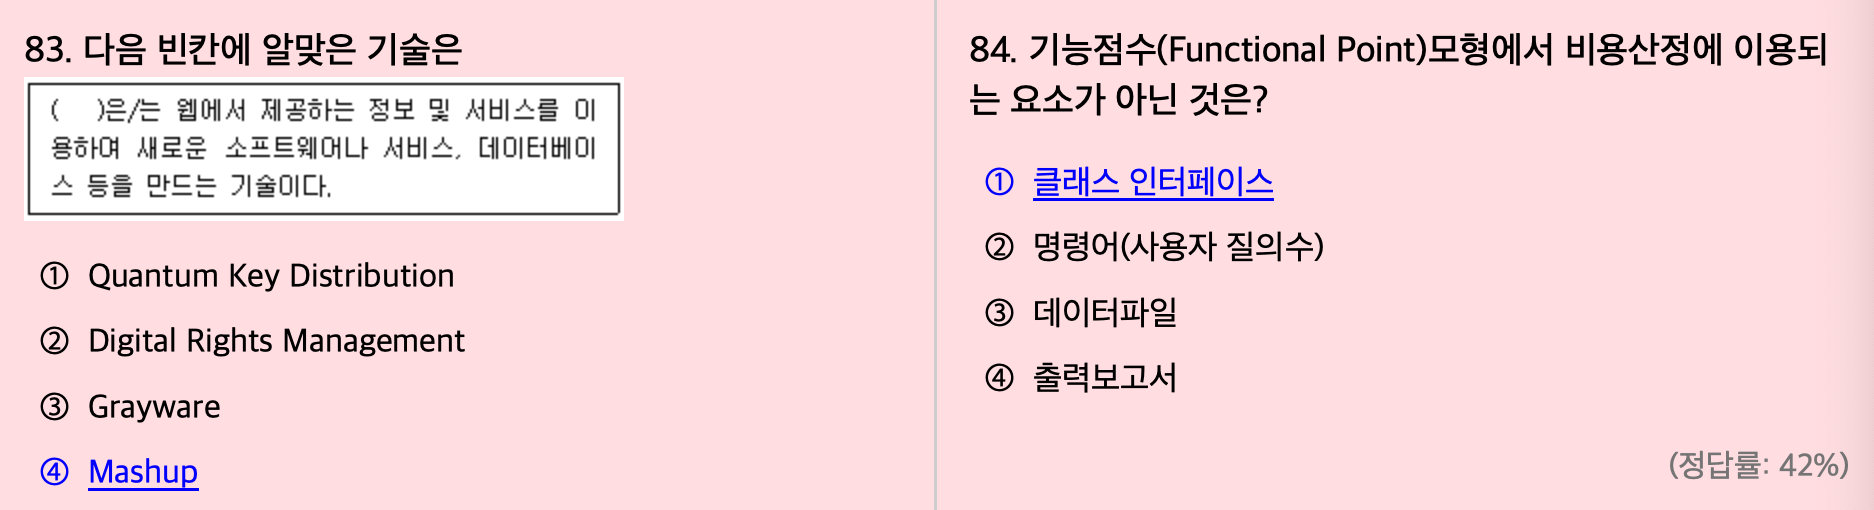 83. 다음 빈칸에 알맞은 기술은
(    )은/는 웹에서 제공하는 정보 및 서비스를 이
용하여 새로운 소프트웨어나 서비스, 데이터베이
스 등을 만드는 기술이다.
① Quantum Key Distribution
② Digital Rights Management
③ Grayware
④ Mashup
84. 기능점수(Functional Point)모형에서 비용산정에 이용되
는 요소가 아닌 것은?
① 클래스 인터페이스
② 명령어(사용자 질의수)
③ 데이터파일
④ 출력보고서
(정답률: 42%)